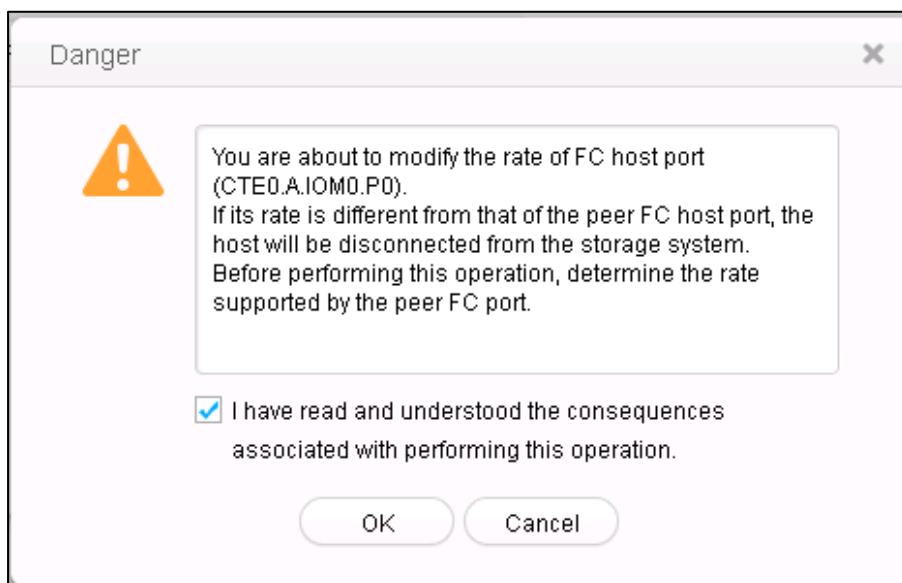 Danger
You are about to modify the rate of FC host port
(CTE0.A.IOM0.P0).
If its rate is different from that of the peer FC host port, the
host will be disconnected from the storage system.
Before performing this operation, determine the rate
supported by the peer FC port.
I have read and understood the consequences
associated with performing this operation.
OK
Cancel